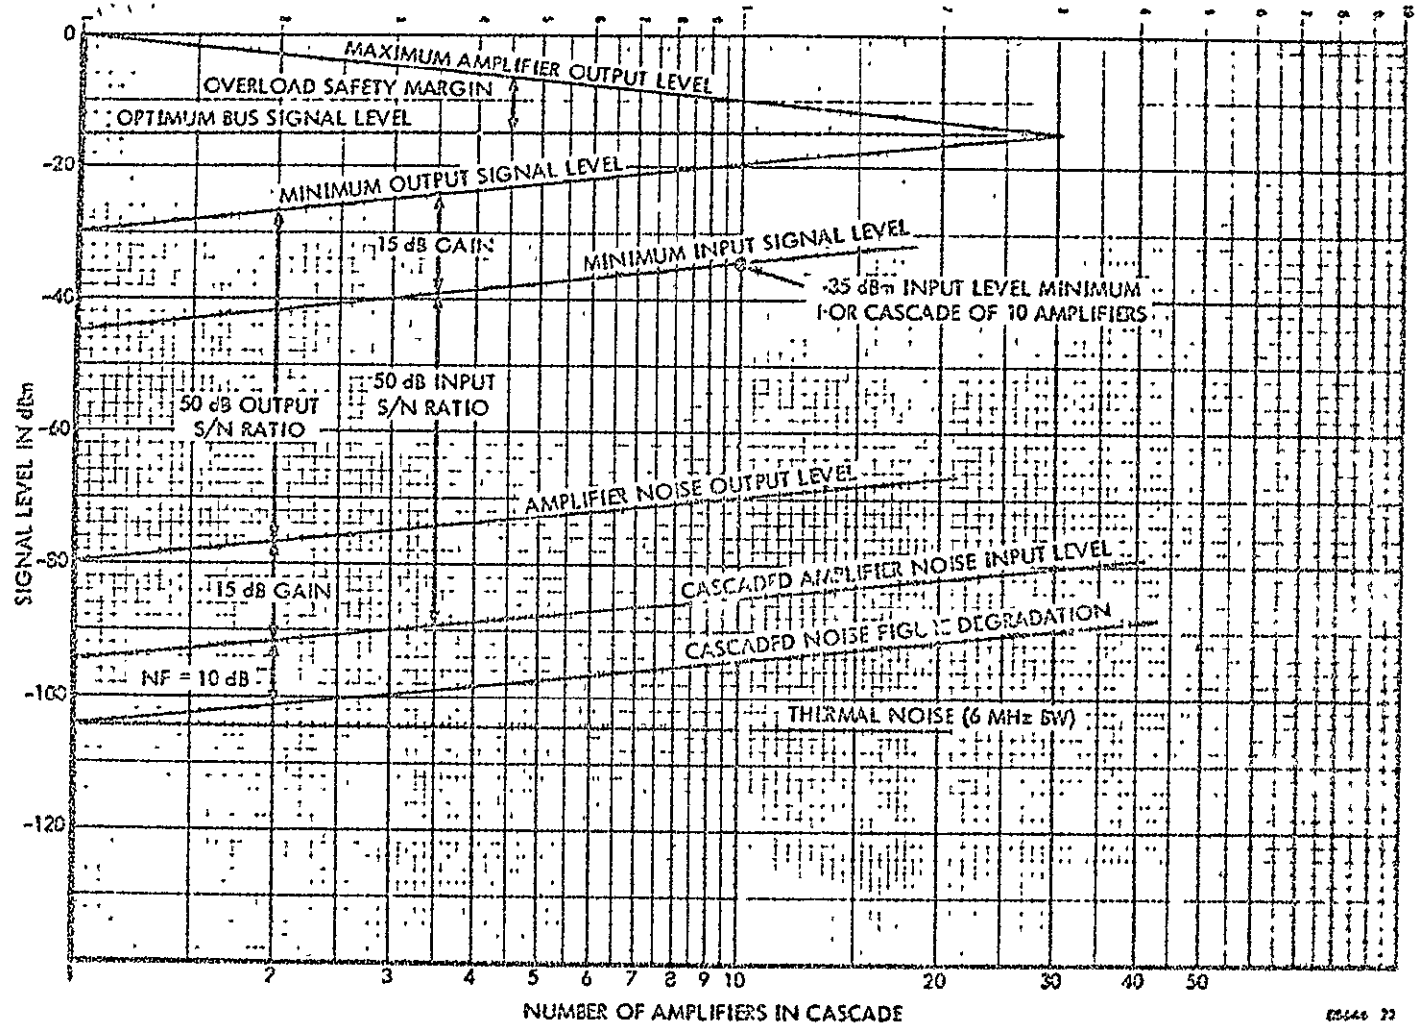 0
MAXIMUM AMPLIFIER OUTPUT LEVEL
OVERLOAD SAFETY MARGIN
OPTIMUM BUS SIGNAL LEVEL
-20
MINIMUM OUTPUT SIGNAL LEVEL
15 dB GAIN
MINIMUM INPUT SIGNAL LEVEL
-35 dBm INPUT LEVEL MINIMUM
FOR CASCADE OF 10 AMPLIFIERS
-40
50 dB INPUT
S/N RATIO
50 dB OUTPUT
S/N RATIO
-60
SIGNAL LEVEL IN dBm
AMPLIFIER NOISE OUTPUT LEVEL
-80
15 dB GAIN
CASCADED AMPLIFIER NOISE INPUT LEVEL
CASCADED NOISE FIGURE DEGRADATION
NF = 10 dB
-100
THERMAL NOISE (6 MHz BW)
-120
1 2 3 4 5 6 7 8 9 10 20 30 40 50
NUMBER OF AMPLIFIERS IN CASCADE